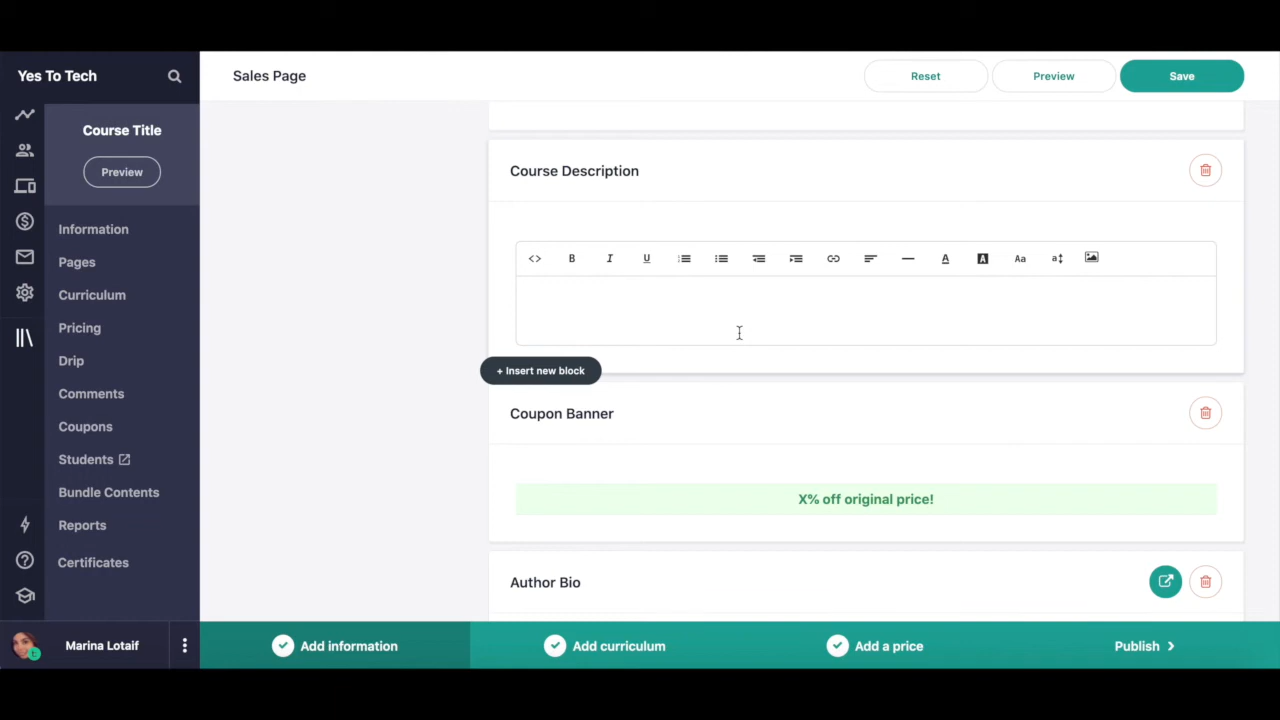 Yes To Tech
Sales Page
Reset
Preview
Save
Course Title
Preview
Information
Pages
Curriculum
Pricing
Drip
Comments
Coupons
Students
Bundle Contents
Reports
Certificates
Marina Lotaif
Course Description
<> B I U A A Aa a
+ Insert new block
Coupon Banner
X% off original price!
Author Bio
Add information
Add curriculum
Add a price
Publish